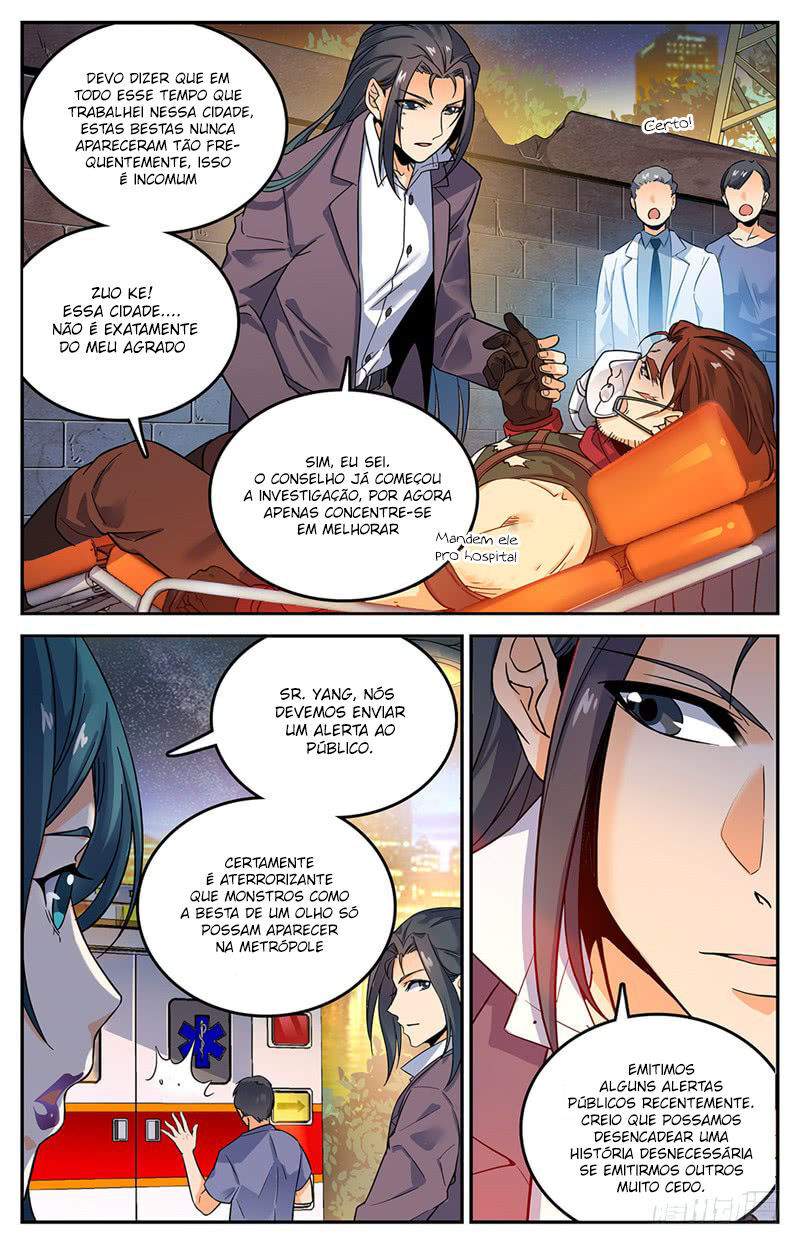 DEVO DIZER QUE EM
TODO ESSE TEMPO QUE
TRABALHEI NESSA CIDADE,
ESTAS BESTAS NUNCA
APARECERAM TÃO FRE-
QUENTEMENTE, ISSO
É INCOMUM
Certo!
ZUO KE!
ESSA CIDADE....
NÃO É EXATAMENTE
DO MEU AGRADO
SIM, EU SEI.
O CONSELHO JÁ COMEÇOU
A INVESTIGAÇÃO, POR AGORA
APENAS CONCENTRE-SE
EM MELHORAR
Mandem ele
pro hospital
SR. YANG, NÓS
DEVEMOS ENVIAR
UM ALERTA AO
PÚBLICO.
CERTAMENTE
É ATERRORIZANTE
QUE MONSTROS COMO
A BESTA DE UM OLHO SÓ
POSSAM APARECER
NA METRÓPOLE
EMITIMOS
ALGUNS ALERTAS
PÚBLICOS RECENTEMENTE.
CREIO QUE POSSAMOS
DESENCADEAR UMA
HISTÓRIA DESNECESSÁRIA
SE EMITIRMOS OUTROS
MUITO CEDO.